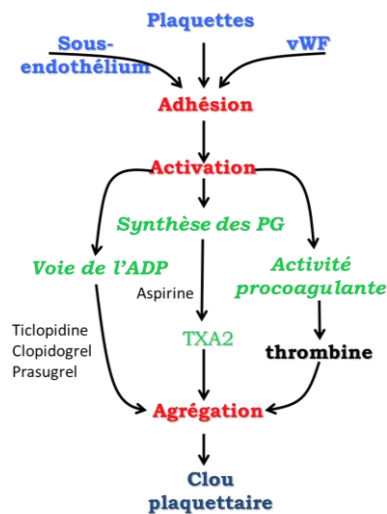 Plaquettes
Sous-
endothélium
vWF
Adhésion
Activation
Synthèse des PG
Voie de l'ADP
Activité
procoagulante
Aspirine
TXA2
Ticlopidine
Clopidogrel
Prasugrel
thrombine
Agrégation
Clou
plaquettaire